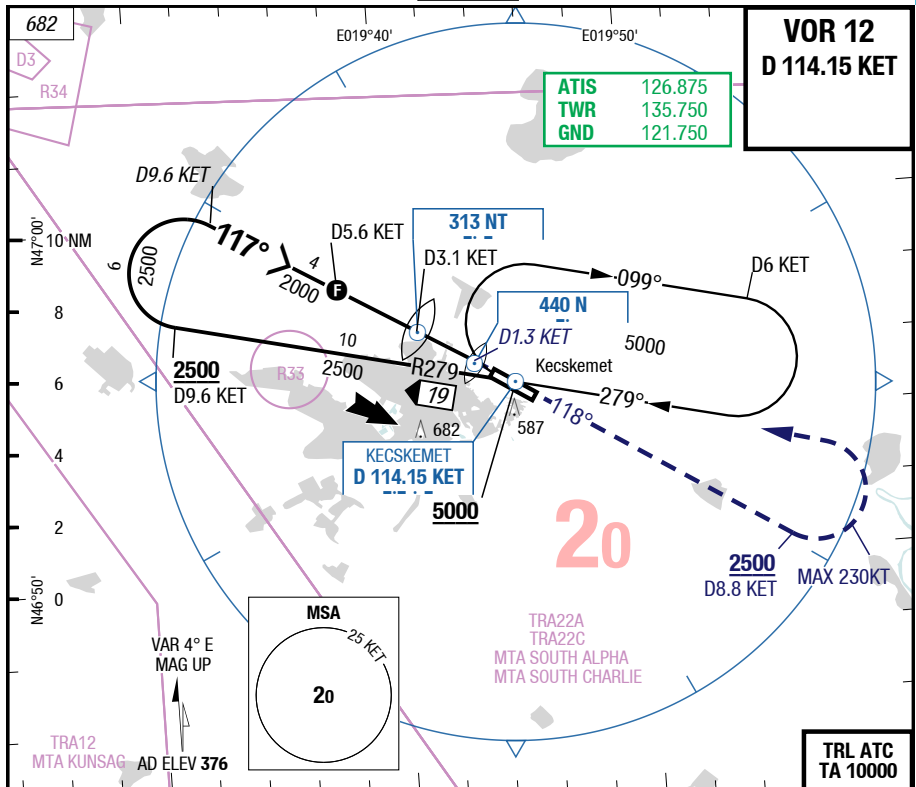 682
E019°40'
E019°50'
VOR 12
D 114.15 KET
D3
R34
ATIS 126.875
TWR 135.750
GND 121.750
D9.6 KET
313 NT
D5.6 KET
117°
N47°00'
10 NM
D3.1 KET
099°
D6 KET
4
2000
F
9
2500
8
440 N
D1.3 KET
5000
10
2500
R279
Kecskemet
2500
D9.6 KET
R33
6
19
279°
118°
682
587
4
KECSKEMET
D 114.15 KET
5000
20
2
2500
D8.8 KET
MAX 230KT
N46°50'
0
MSA
25 KET
20
VAR 4° E
MAG UP
TRA22A
TRA22C
MTA SOUTH ALPHA
MTA SOUTH CHARLIE
TRA12
MTA KUNSAG
AD ELEV 376
TRL ATC
TA 10000